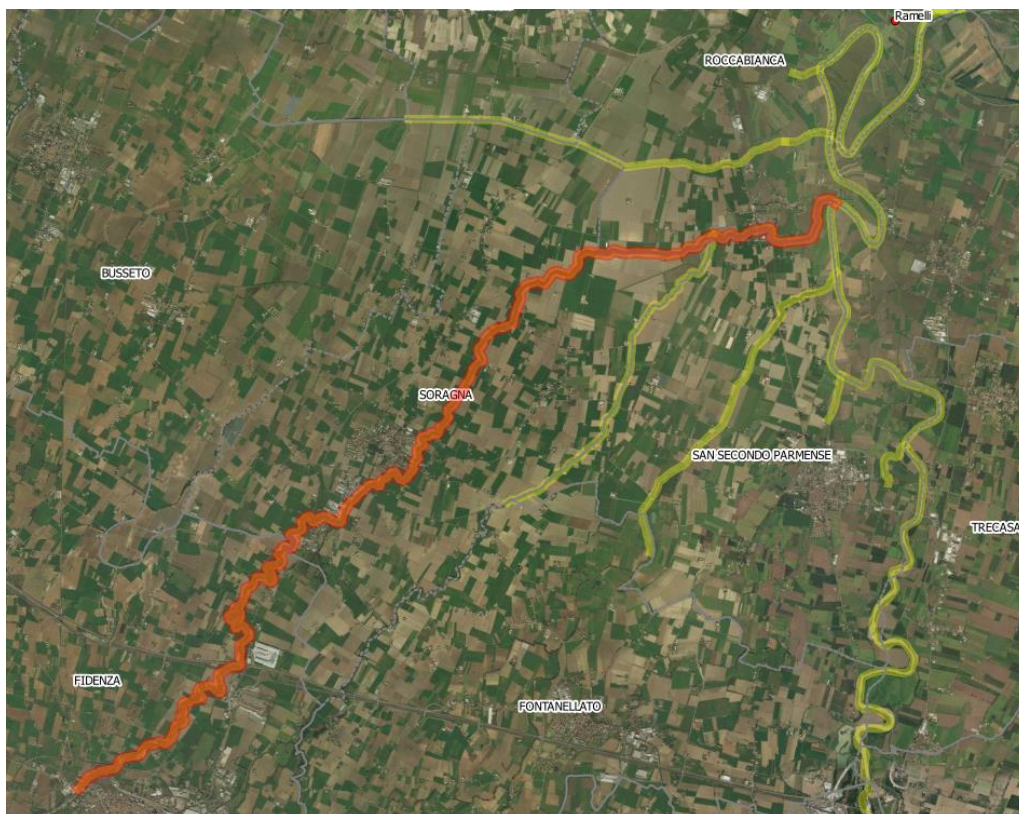 Ramelli
ROCCABIANCA
BUSSETO
SORAGNA
SAN SECONDO PARMENSE
TRECASA
FIDENZA
FONTANELLATO